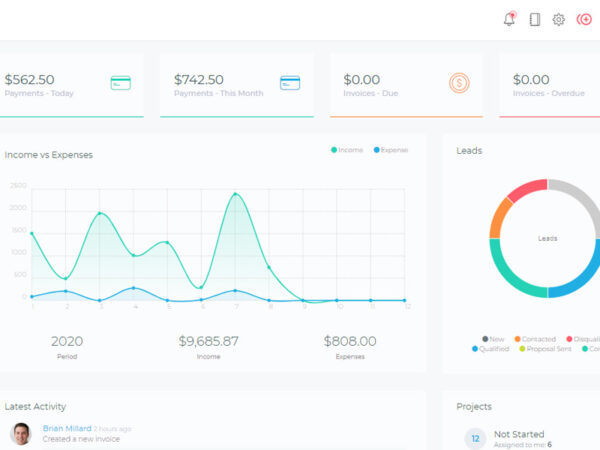 $562.50
Payments - Today
$742.50
Payments - This Month
$0.00
Invoices - Due
$0.00
Invoices - Overdue
Income vs Expenses
Income
Expense
2500
2000
1500
1000
500
0
1 2 3 4 5 6 7 8 9 10 11 12
2020
Period
$9,685.87
Income
$808.00
Expenses
Leads
Leads
New
Contacted
Disquali
Qualified
Proposal Sent
Latest Activity
Brian Millard 2 hours ago
Created a new invoice
Projects
12
Not Started
Assigned to me: 6